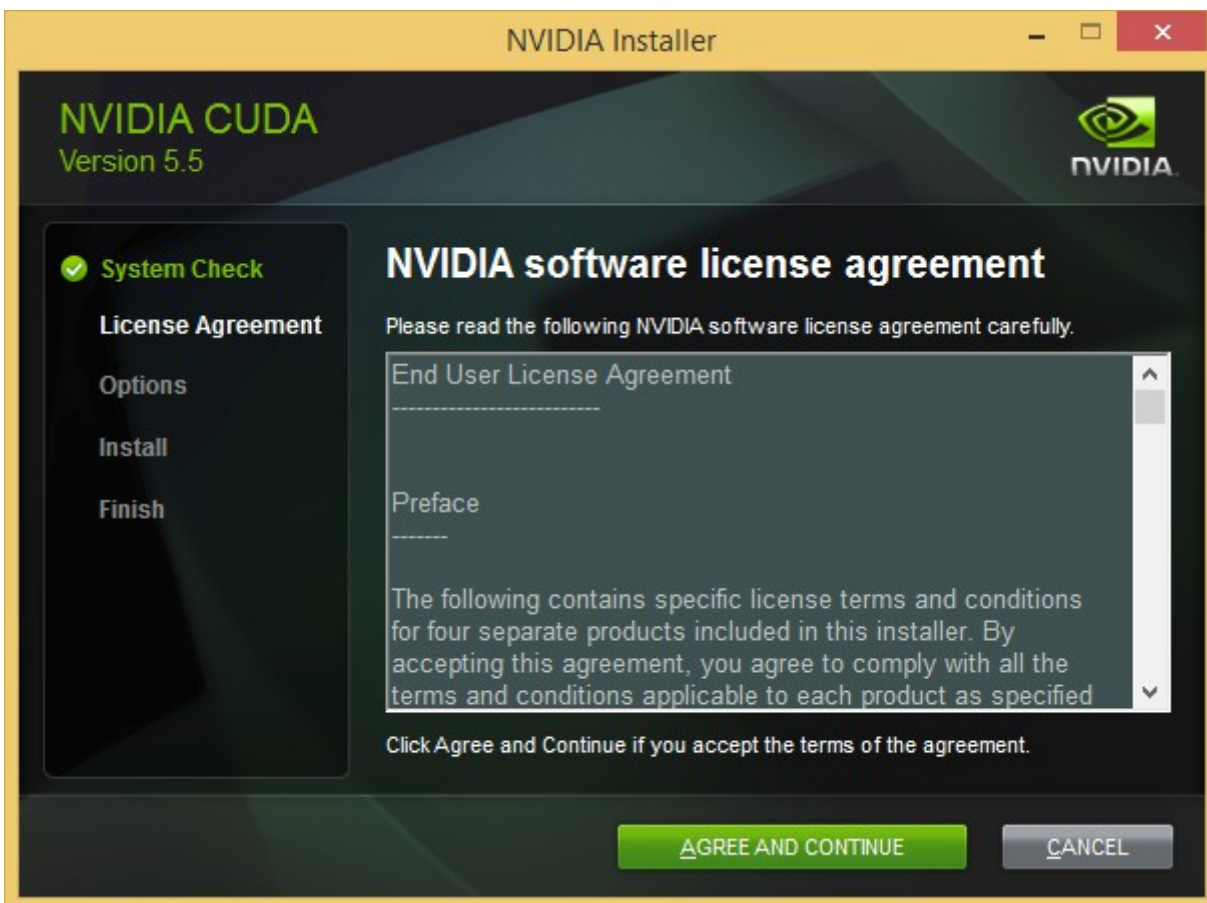 NVIDIA Installer
NVIDIA CUDA
Version 5.5
NVIDIA.
System Check
License Agreement
Options
Install
Finish
NVIDIA software license agreement
Please read the following NVIDIA software license agreement carefully.
End User License Agreement
--------------------------
Preface
-------
The following contains specific license terms and conditions
for four separate products included in this installer. By
accepting this agreement, you agree to comply with all the
terms and conditions applicable to each product as specified
Click Agree and Continue if you accept the terms of the agreement.
AGREE AND CONTINUE
CANCEL